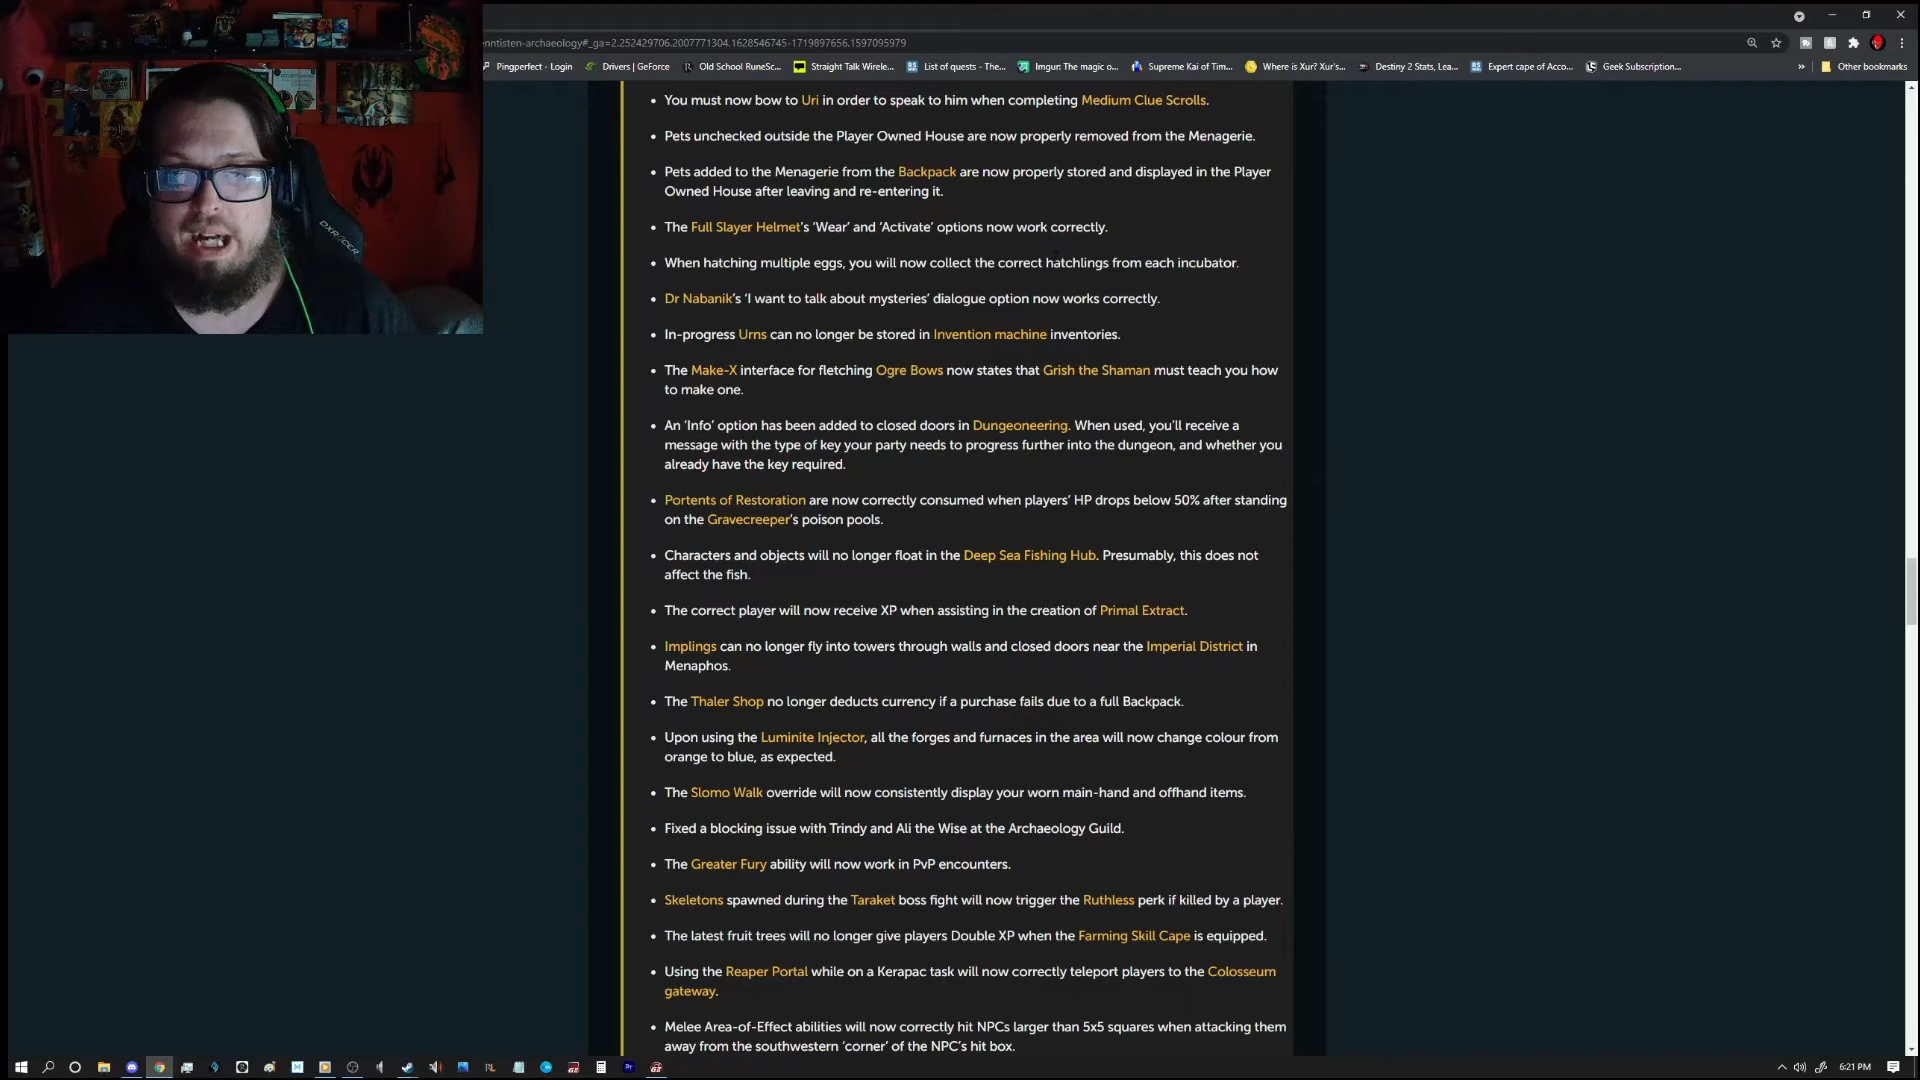 enntisten-archaeology#_ga=2.252429706.2007771304.1628546745-1719897656.1597095979
Pingperfect - Login
Drivers | GeForce
Old School RuneSc...
Straight Talk Wirele...
List of quests - The...
Imgur: The magic o...
Supreme Kai of Tim...
Where is Xur? Xur's...
Destiny 2 Stats, Lea...
Expert cape of Acco...
Geek Subscription...
» Other bookmarks
DXRACER
• You must now bow to Uri in order to speak to him when completing Medium Clue Scrolls.
• Pets unchecked outside the Player Owned House are now properly removed from the Menagerie.
• Pets added to the Menagerie from the Backpack are now properly stored and displayed in the Player
Owned House after leaving and re-entering it.
• The Full Slayer Helmet's 'Wear' and 'Activate' options now work correctly.
• When hatching multiple eggs, you will now collect the correct hatchlings from each incubator.
• Dr Nabanik's 'I want to talk about mysteries' dialogue option now works correctly.
• In-progress Urns can no longer be stored in Invention machine inventories.
• The Make-X interface for fletching Ogre Bows now states that Grish the Shaman must teach you how
to make one.
• An 'Info' option has been added to closed doors in Dungeoneering. When used, you'll receive a
message with the type of key your party needs to progress further into the dungeon, and whether you
already have the key required.
• Portents of Restoration are now correctly consumed when players' HP drops below 50% after standing
on the Gravecreeper's poison pools.
• Characters and objects will no longer float in the Deep Sea Fishing Hub. Presumably, this does not
affect the fish.
• The correct player will now receive XP when assisting in the creation of Primal Extract.
• Implings can no longer fly into towers through walls and closed doors near the Imperial District in
Menaphos.
• The Thaler Shop no longer deducts currency if a purchase fails due to a full Backpack.
• Upon using the Luminite Injector, all the forges and furnaces in the area will now change colour from
orange to blue, as expected.
• The Slomo Walk override will now consistently display your worn main-hand and offhand items.
• Fixed a blocking issue with Trindy and Ali the Wise at the Archaeology Guild.
• The Greater Fury ability will now work in PvP encounters.
• Skeletons spawned during the Taraket boss fight will now trigger the Ruthless perk if killed by a player.
• The latest fruit trees will no longer give players Double XP when the Farming Skill Cape is equipped.
• Using the Reaper Portal while on a Kerapac task will now correctly teleport players to the Colosseum
gateway.
• Melee Area-of-Effect abilities will now correctly hit NPCs larger than 5x5 squares when attacking them
away from the southwestern 'corner' of the NPC's hit box.
6:21 PM